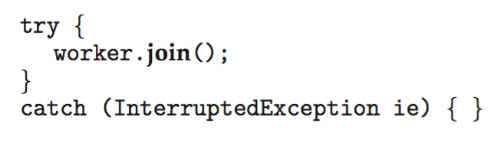 try {
worker.join();
}
catch (InterruptedException ie) { }